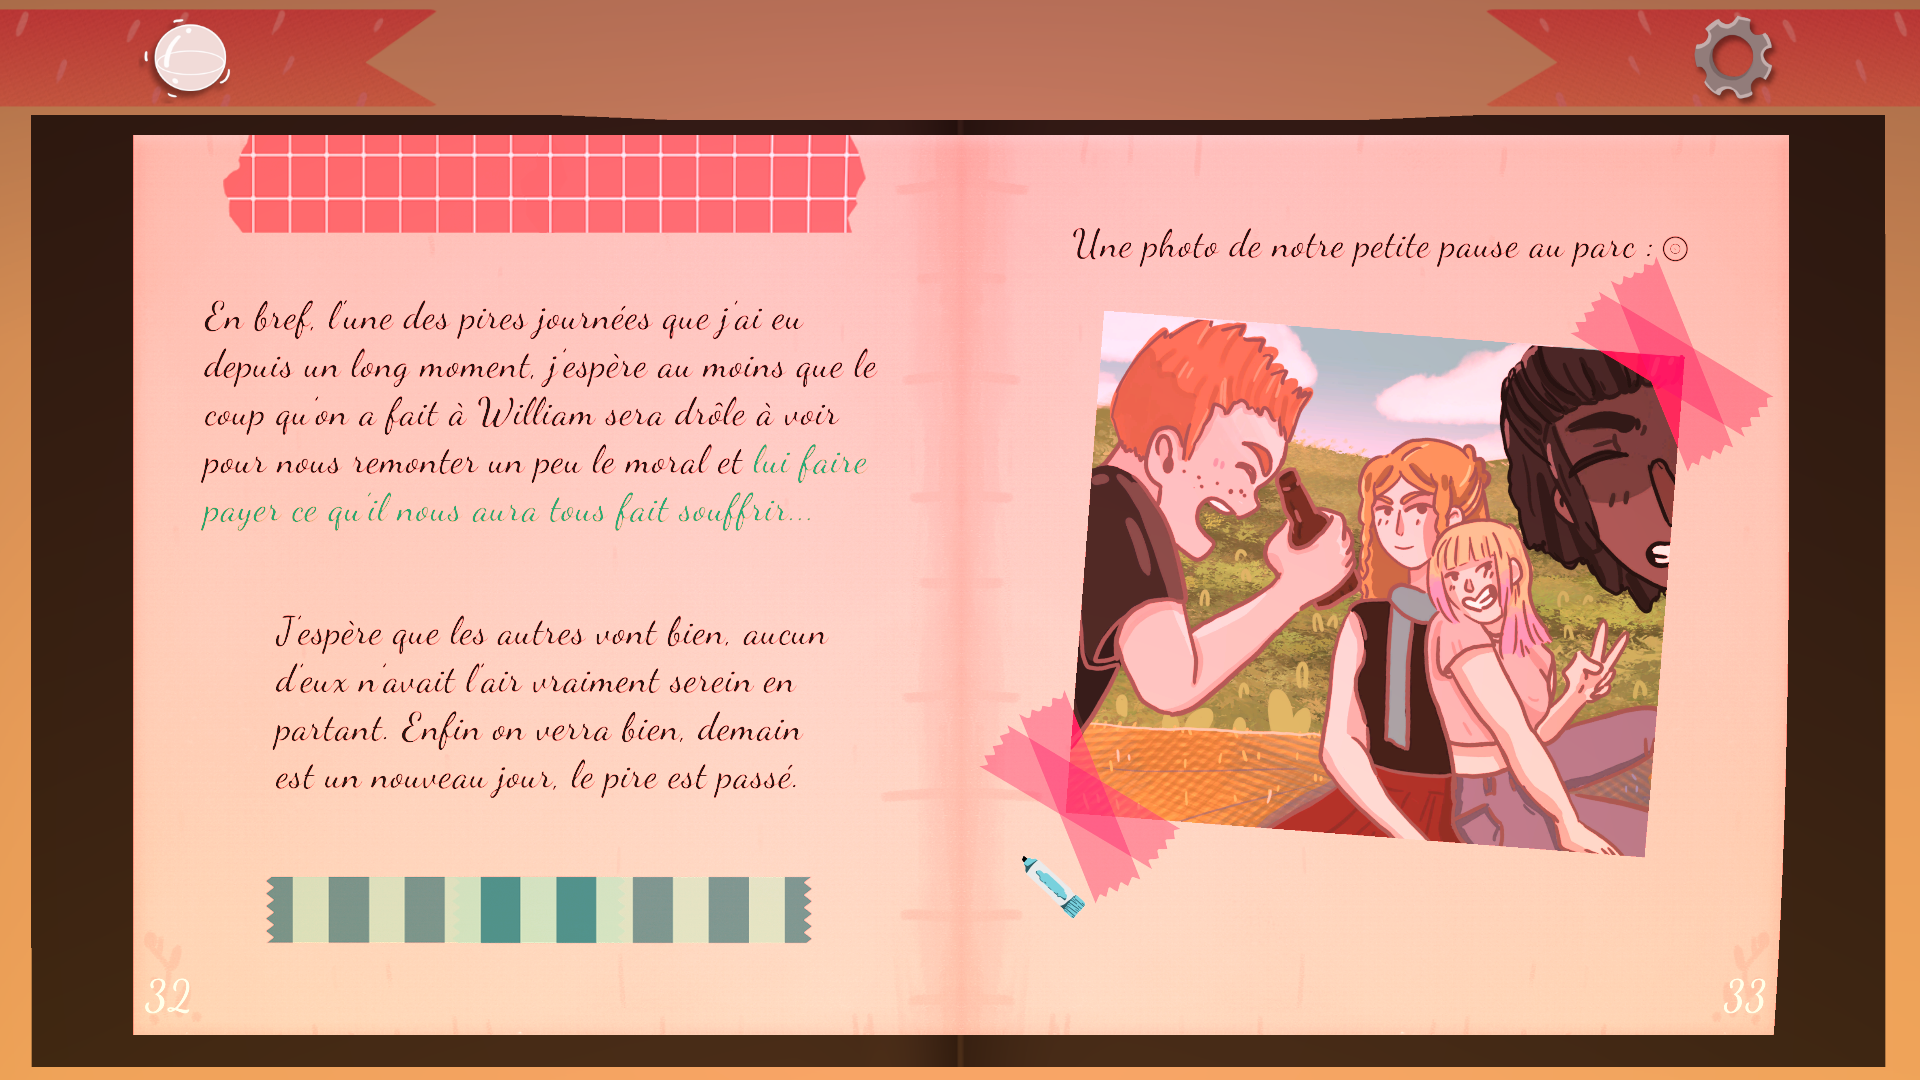 En bref, l'une des pires journées que j'ai eu
depuis un long moment, j'espère au moins que le
coup qu'on a fait à William sera drôle à voir
pour nous remonter un peu le moral et lui faire
payer ce qu'il nous aura tous fait souffrir...
J'espère que les autres vont bien, aucun
d'eux n'avait l'air vraiment serein en
partant. Enfin on verra bien, demain
est un nouveau jour, le pire est passé.
32
Une photo de notre petite pause au parc :
33